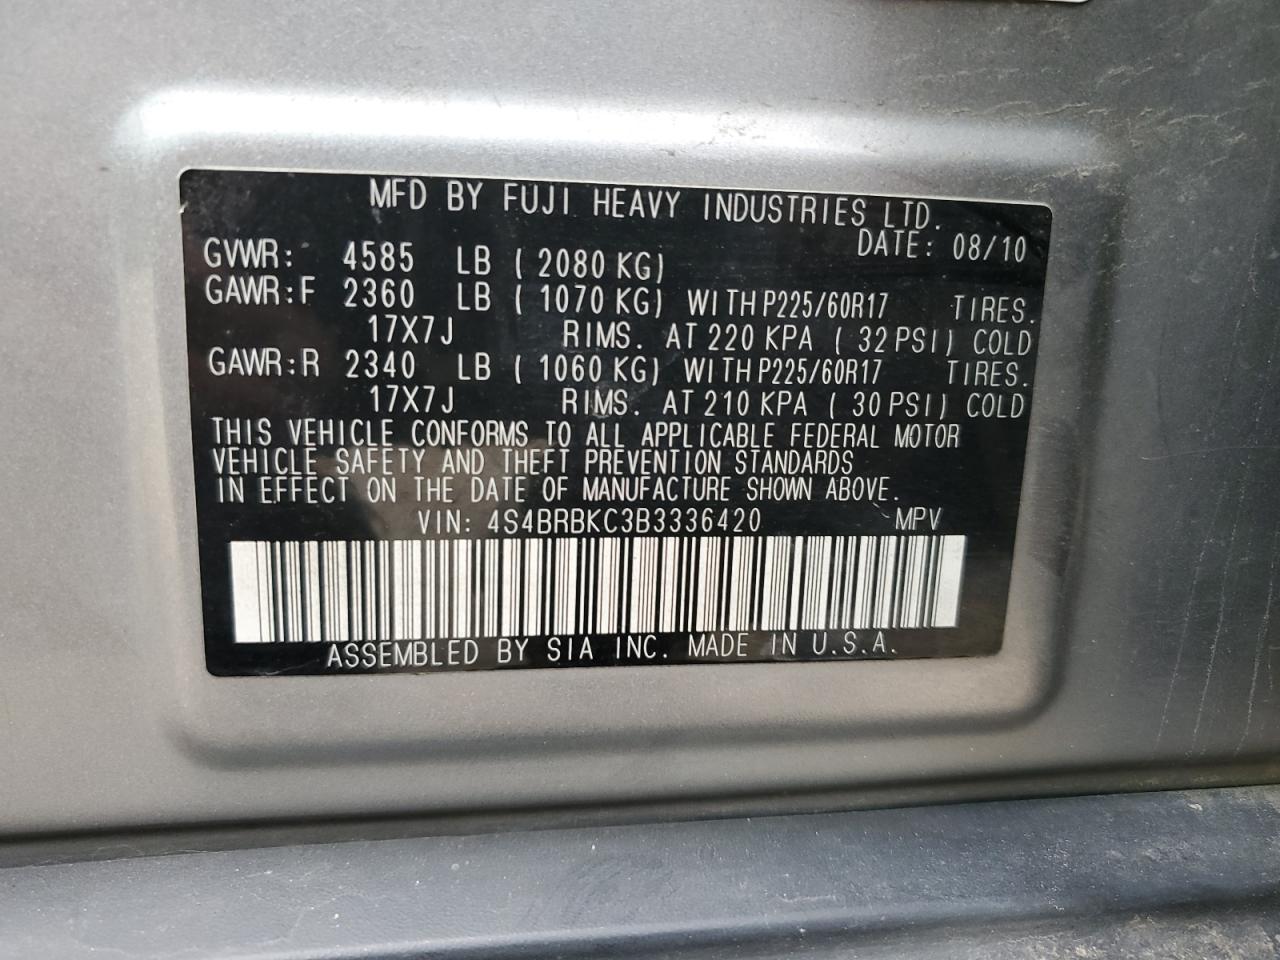 MFD BY FUJI HEAVY INDUSTRIES LTD.
DATE: 08/10
GVWR: 4585 LB ( 2080 KG)
GAWR:F 2360 LB ( 1070 KG) WITH P225/60R17 TIRES.
17X7J RIMS. AT 220 KPA ( 32 PSI) COLD
GAWR:R 2340 LB ( 1060 KG) WITH P225/60R17 TIRES.
17X7J RIMS. AT 210 KPA ( 30 PSI) COLD
THIS VEHICLE CONFORMS TO ALL APPLICABLE FEDERAL MOTOR
VEHICLE SAFETY AND THEFT PREVENTION STANDARDS
IN EFFECT ON THE DATE OF MANUFACTURE SHOWN ABOVE.
VIN: 4S4BRBKC3B3336420 MPV
ASSEMBLED BY SIA INC. MADE IN U.S.A.